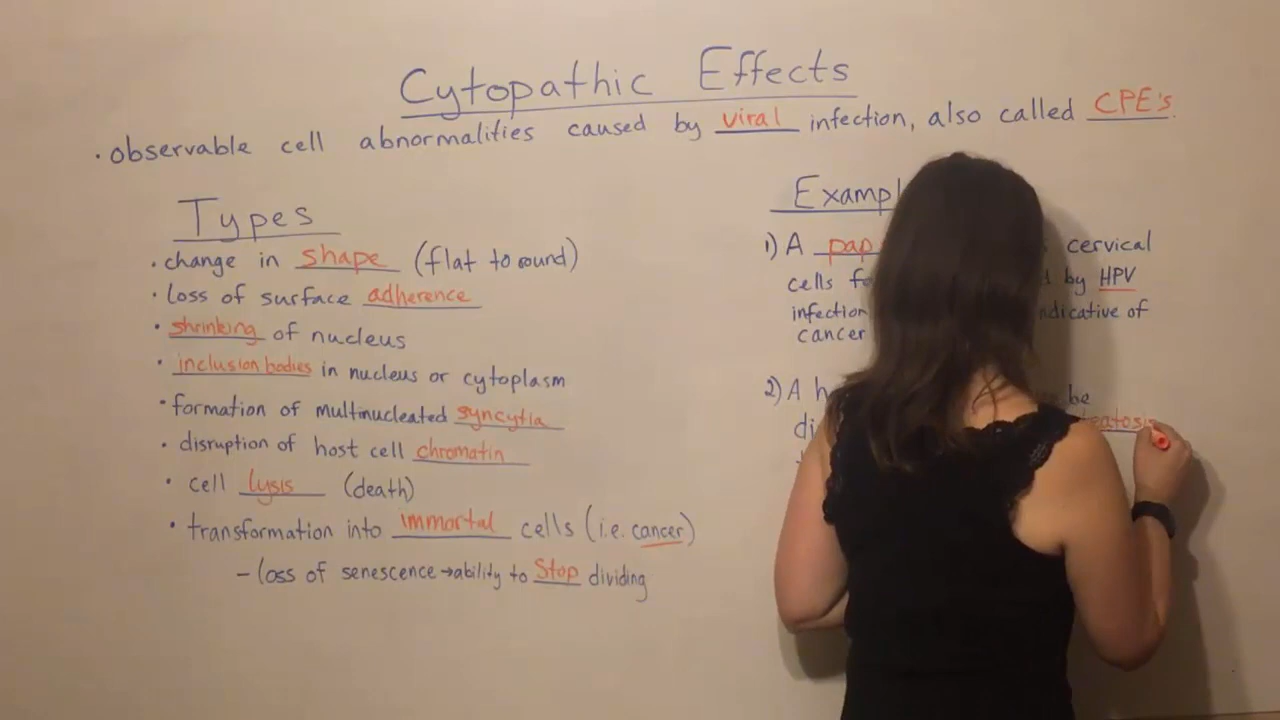 Cytopathic Effects
· observable cell abnormalities caused by viral infection, also called CPE's.
Types
· change in shape (flat to round)
· loss of surface adherence
· shrinking of nucleus
· inclusion bodies in nucleus or cytoplasm
· formation of multinucleated syncytia
· disruption of host cell chromatin
· cell lysis (death)
· transformation into immortal cells (i.e. cancer)
- loss of senescence → ability to stop dividing
Exampl
1) A pap cervical
cells by HPV
infection indicative of
cancer
2) A be